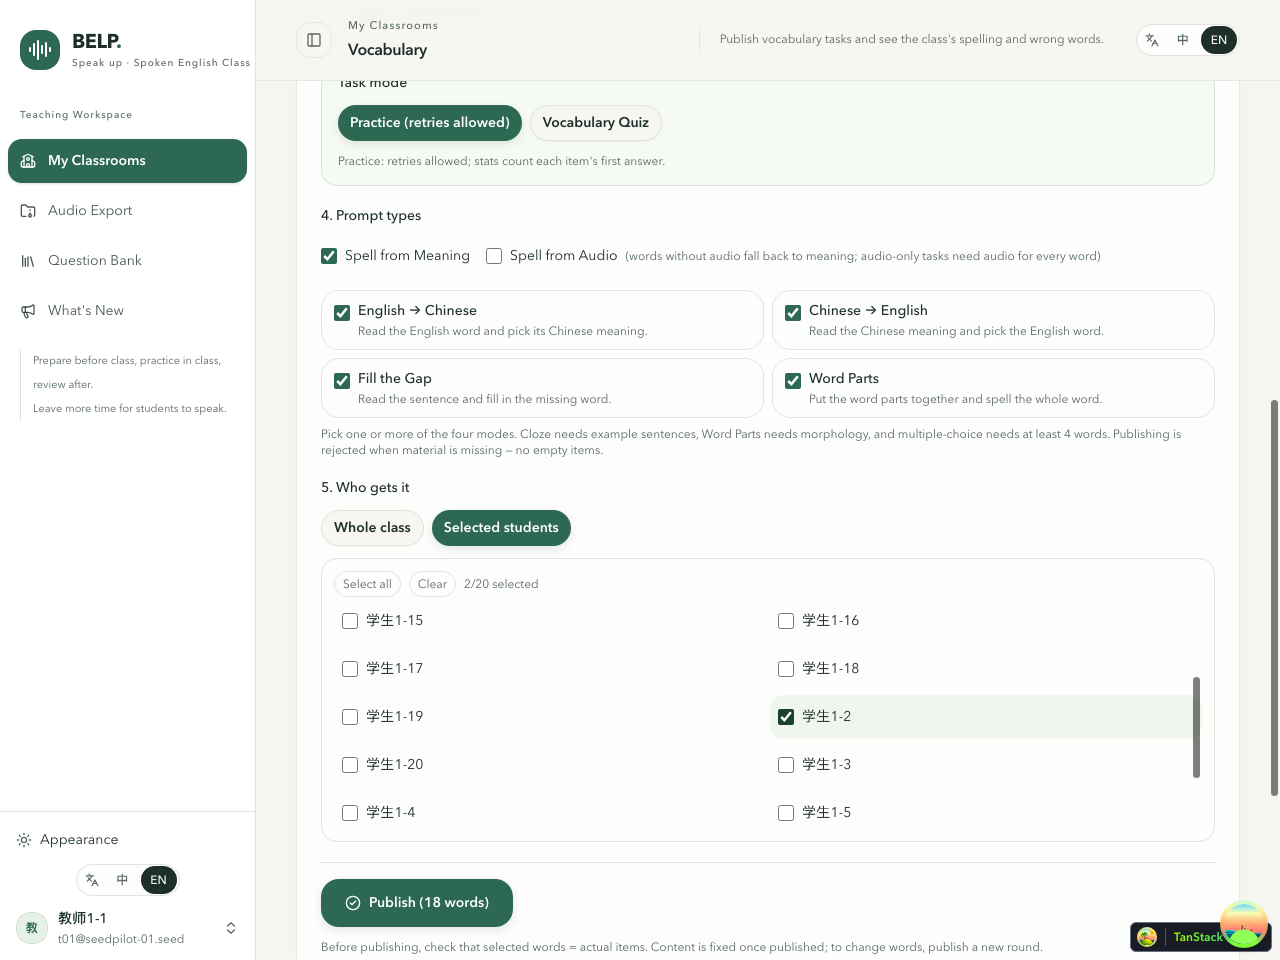 BELP.
Speak up · Spoken English Class
Teaching Workspace
My Classrooms
Audio Export
Question Bank
What's New
Prepare before class, practice in class,
review after.
Leave more time for students to speak.
Appearance
中
EN
教
教师1-1
t01@seedpilot-01.seed
My Classrooms
Vocabulary
Publish vocabulary tasks and see the class's spelling and wrong words.
中
EN
Task mode
Practice (retries allowed)
Vocabulary Quiz
Practice: retries allowed; stats count each item's first answer.
4. Prompt types
Spell from Meaning
Spell from Audio (words without audio fall back to meaning; audio-only tasks need audio for every word)
English → Chinese
Read the English word and pick its Chinese meaning.
Chinese → English
Read the Chinese meaning and pick the English word.
Fill the Gap
Read the sentence and fill in the missing word.
Word Parts
Put the word parts together and spell the whole word.
Pick one or more of the four modes. Cloze needs example sentences, Word Parts needs morphology, and multiple-choice needs at least 4 words. Publishing is
rejected when material is missing — no empty items.
5. Who gets it
Whole class
Selected students
Select all
Clear
2/20 selected
学生1-15
学生1-16
学生1-17
学生1-18
学生1-19
学生1-2
学生1-20
学生1-3
学生1-4
学生1-5
Publish (18 words)
Before publishing, check that selected words = actual items. Content is fixed once published; to change words, publish a new round.
TanStack